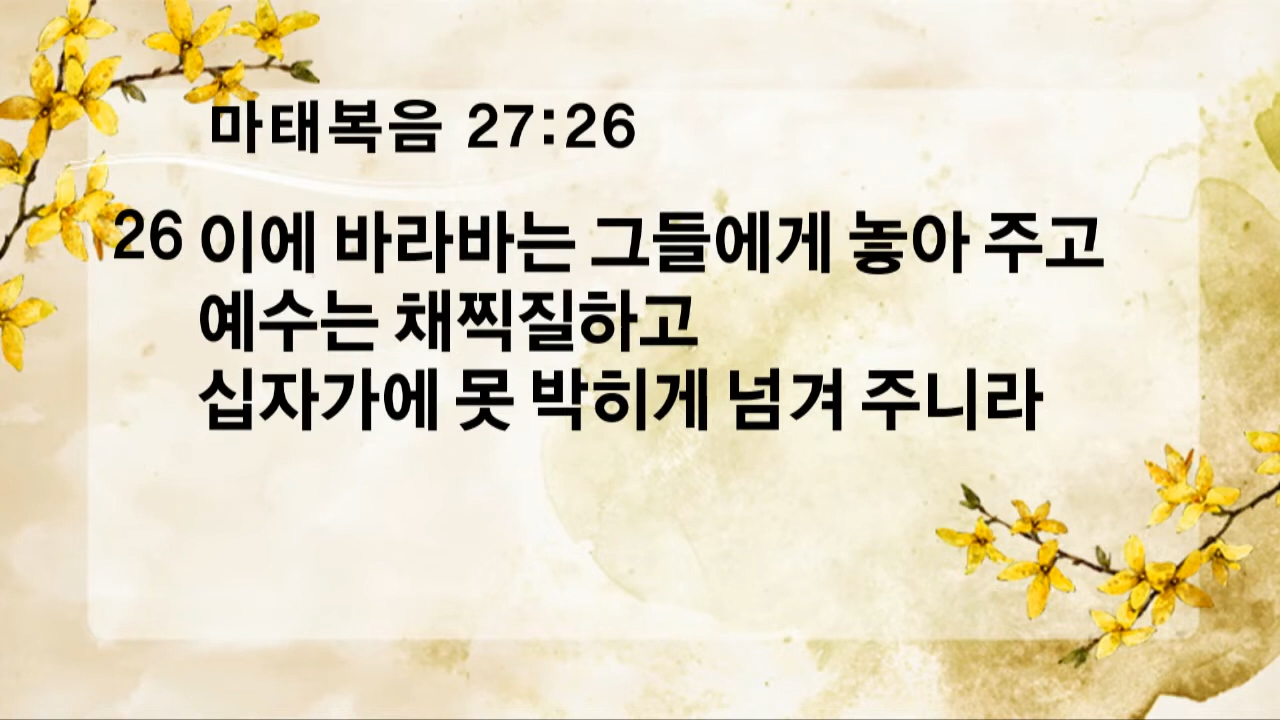 마태복음 27:26
26 이에 바라바는 그들에게 놓아 주고
예수는 채찍질하고
십자가에 못 박히게 넘겨 주니라